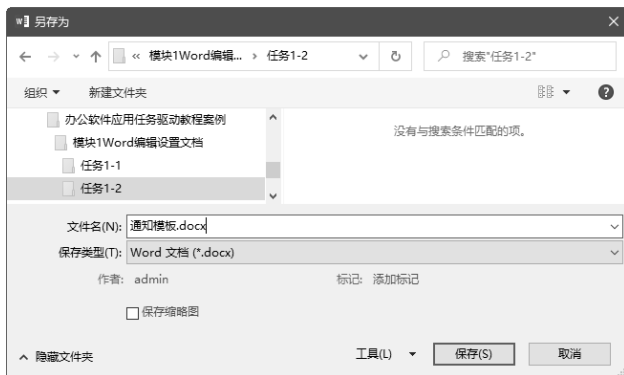 另存为
« 模块1Word编辑... › 任务1-2
搜索"任务1-2"
组织 新建文件夹
办公软件应用任务驱动教程案例
模块1Word编辑设置文档
任务1-1
任务1-2
没有与搜索条件匹配的项。
文件名(N): 通知模板.docx
保存类型(T): Word 文档 (*.docx)
作者: admin 标记: 添加标记
保存缩略图
隐藏文件夹 工具(L) 保存(S) 取消